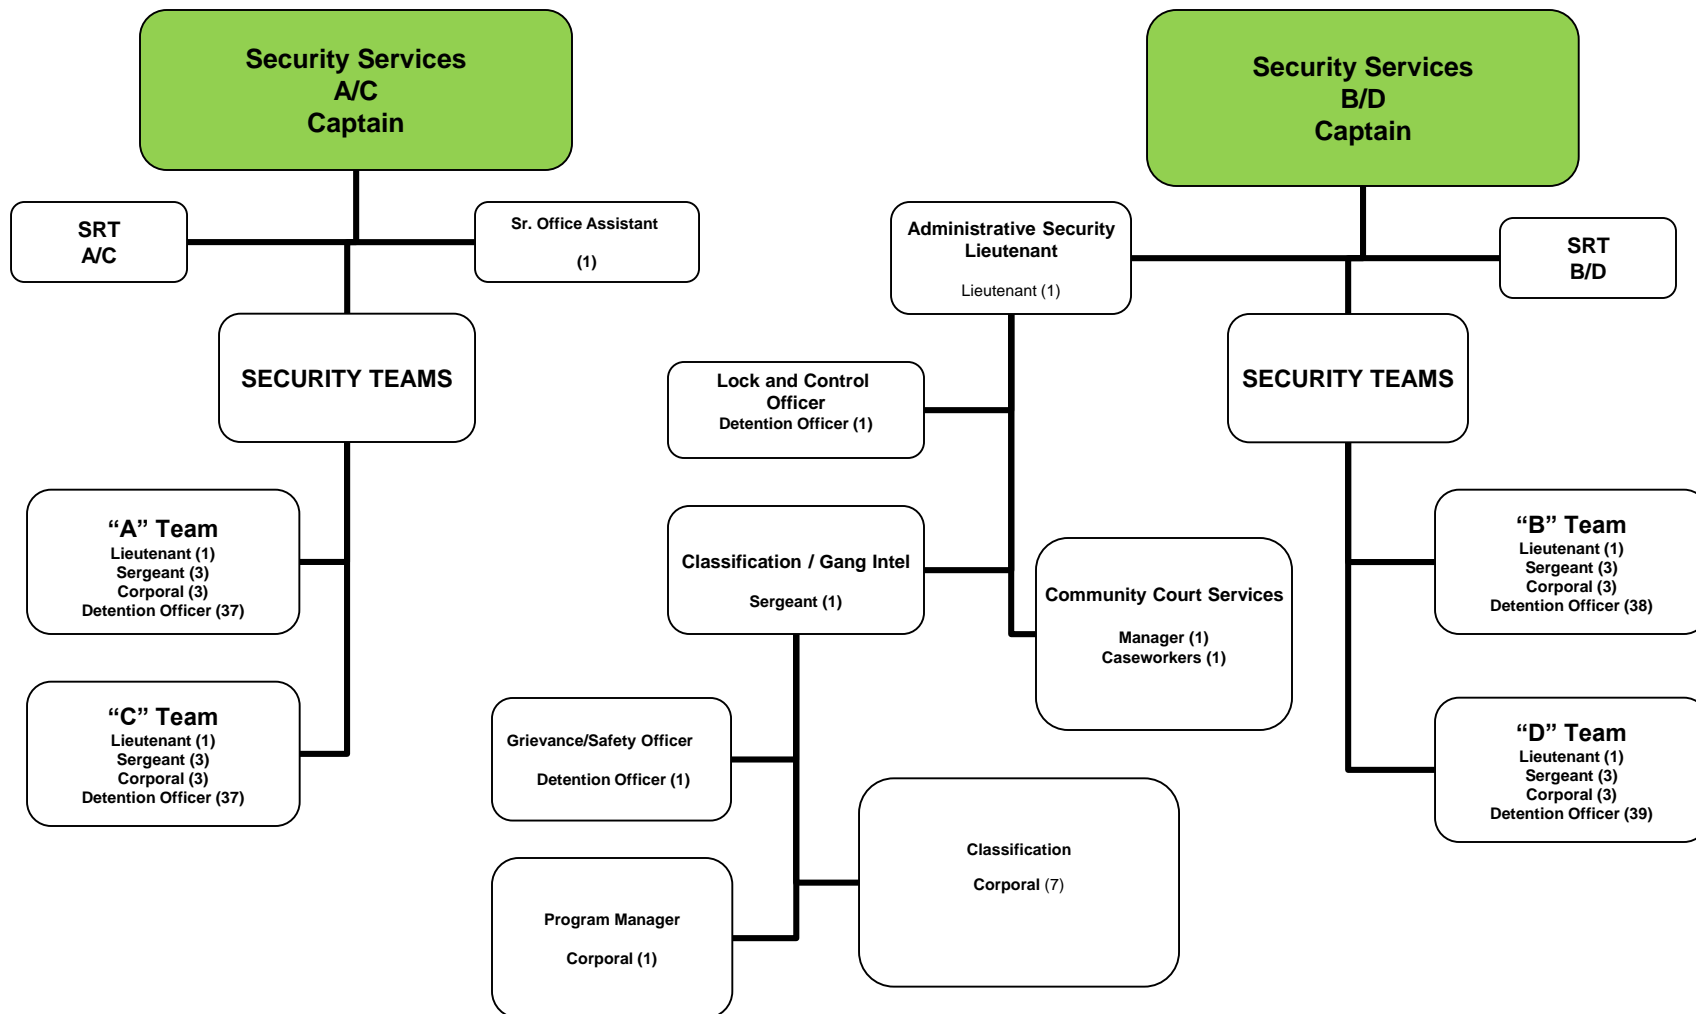 Security Services
A/C
Captain
SRT
A/C
Sr. Office Assistant
(1)
SECURITY TEAMS
“A” Team
Lieutenant (1)
Sergeant (3)
Corporal (3)
Detention Officer (37)
“C” Team
Lieutenant (1)
Sergeant (3)
Corporal (3)
Detention Officer (37)
Security Services
B/D
Captain
Administrative Security
Lieutenant
Lieutenant (1)
SRT
B/D
Lock and Control
Officer
Detention Officer (1)
Classification / Gang Intel
Sergeant (1)
Community Court Services
Manager (1)
Caseworkers (1)
Grievance/Safety Officer
Detention Officer (1)
Program Manager
Corporal (1)
Classification
Corporal (7)
SECURITY TEAMS
“B” Team
Lieutenant (1)
Sergeant (3)
Corporal (3)
Detention Officer (38)
“D” Team
Lieutenant (1)
Sergeant (3)
Corporal (3)
Detention Officer (39)